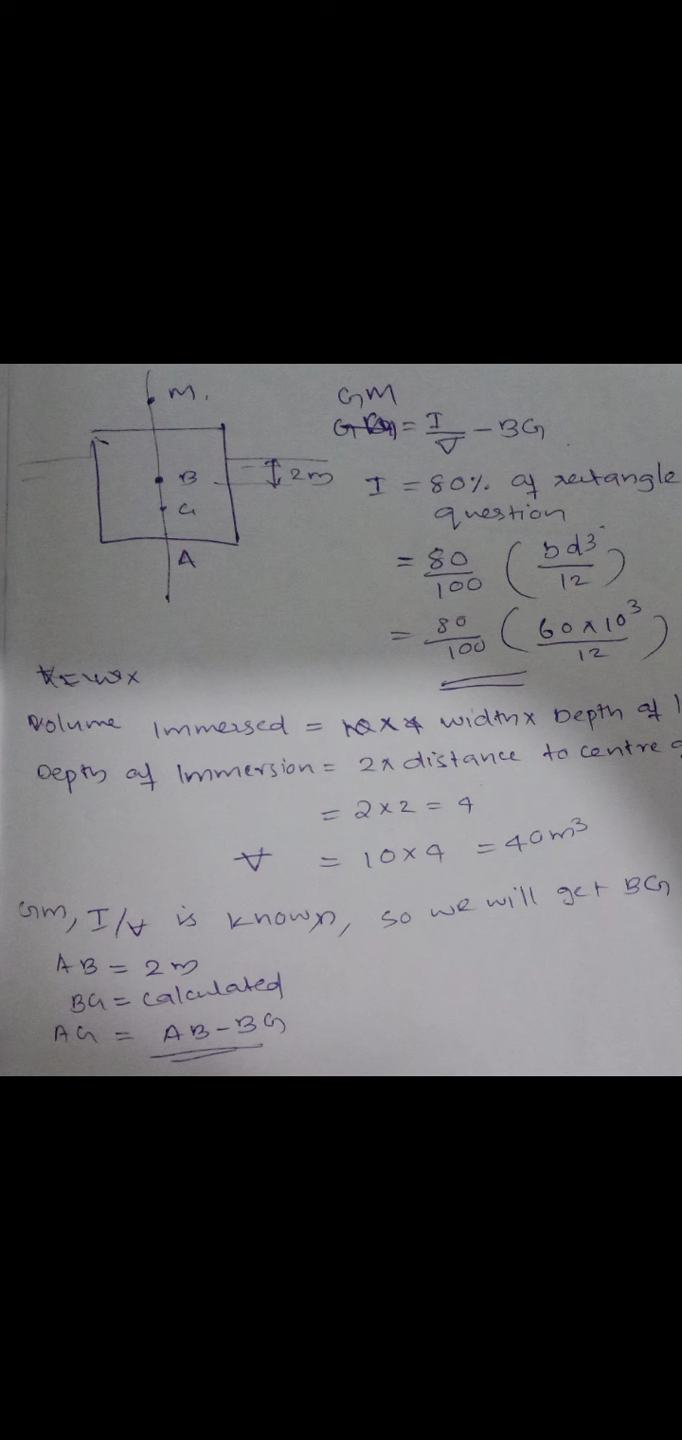 M.
B
G
A
2m
GM
= I/∀ - BG
I = 80% of rectangle
question
= 80/100 (bd3/12)
= 80/100 (60 x 10^3/12)
Volume Immersed = width x Depth of I
Depth of Immersion = 2 x distance to centre
= 2 x 2 = 4
∀ = 10 x 4 = 40m3
Gm, I/∀ is known, so we will get BG
AB = 2m
BG = calculated
AG = AB - BG